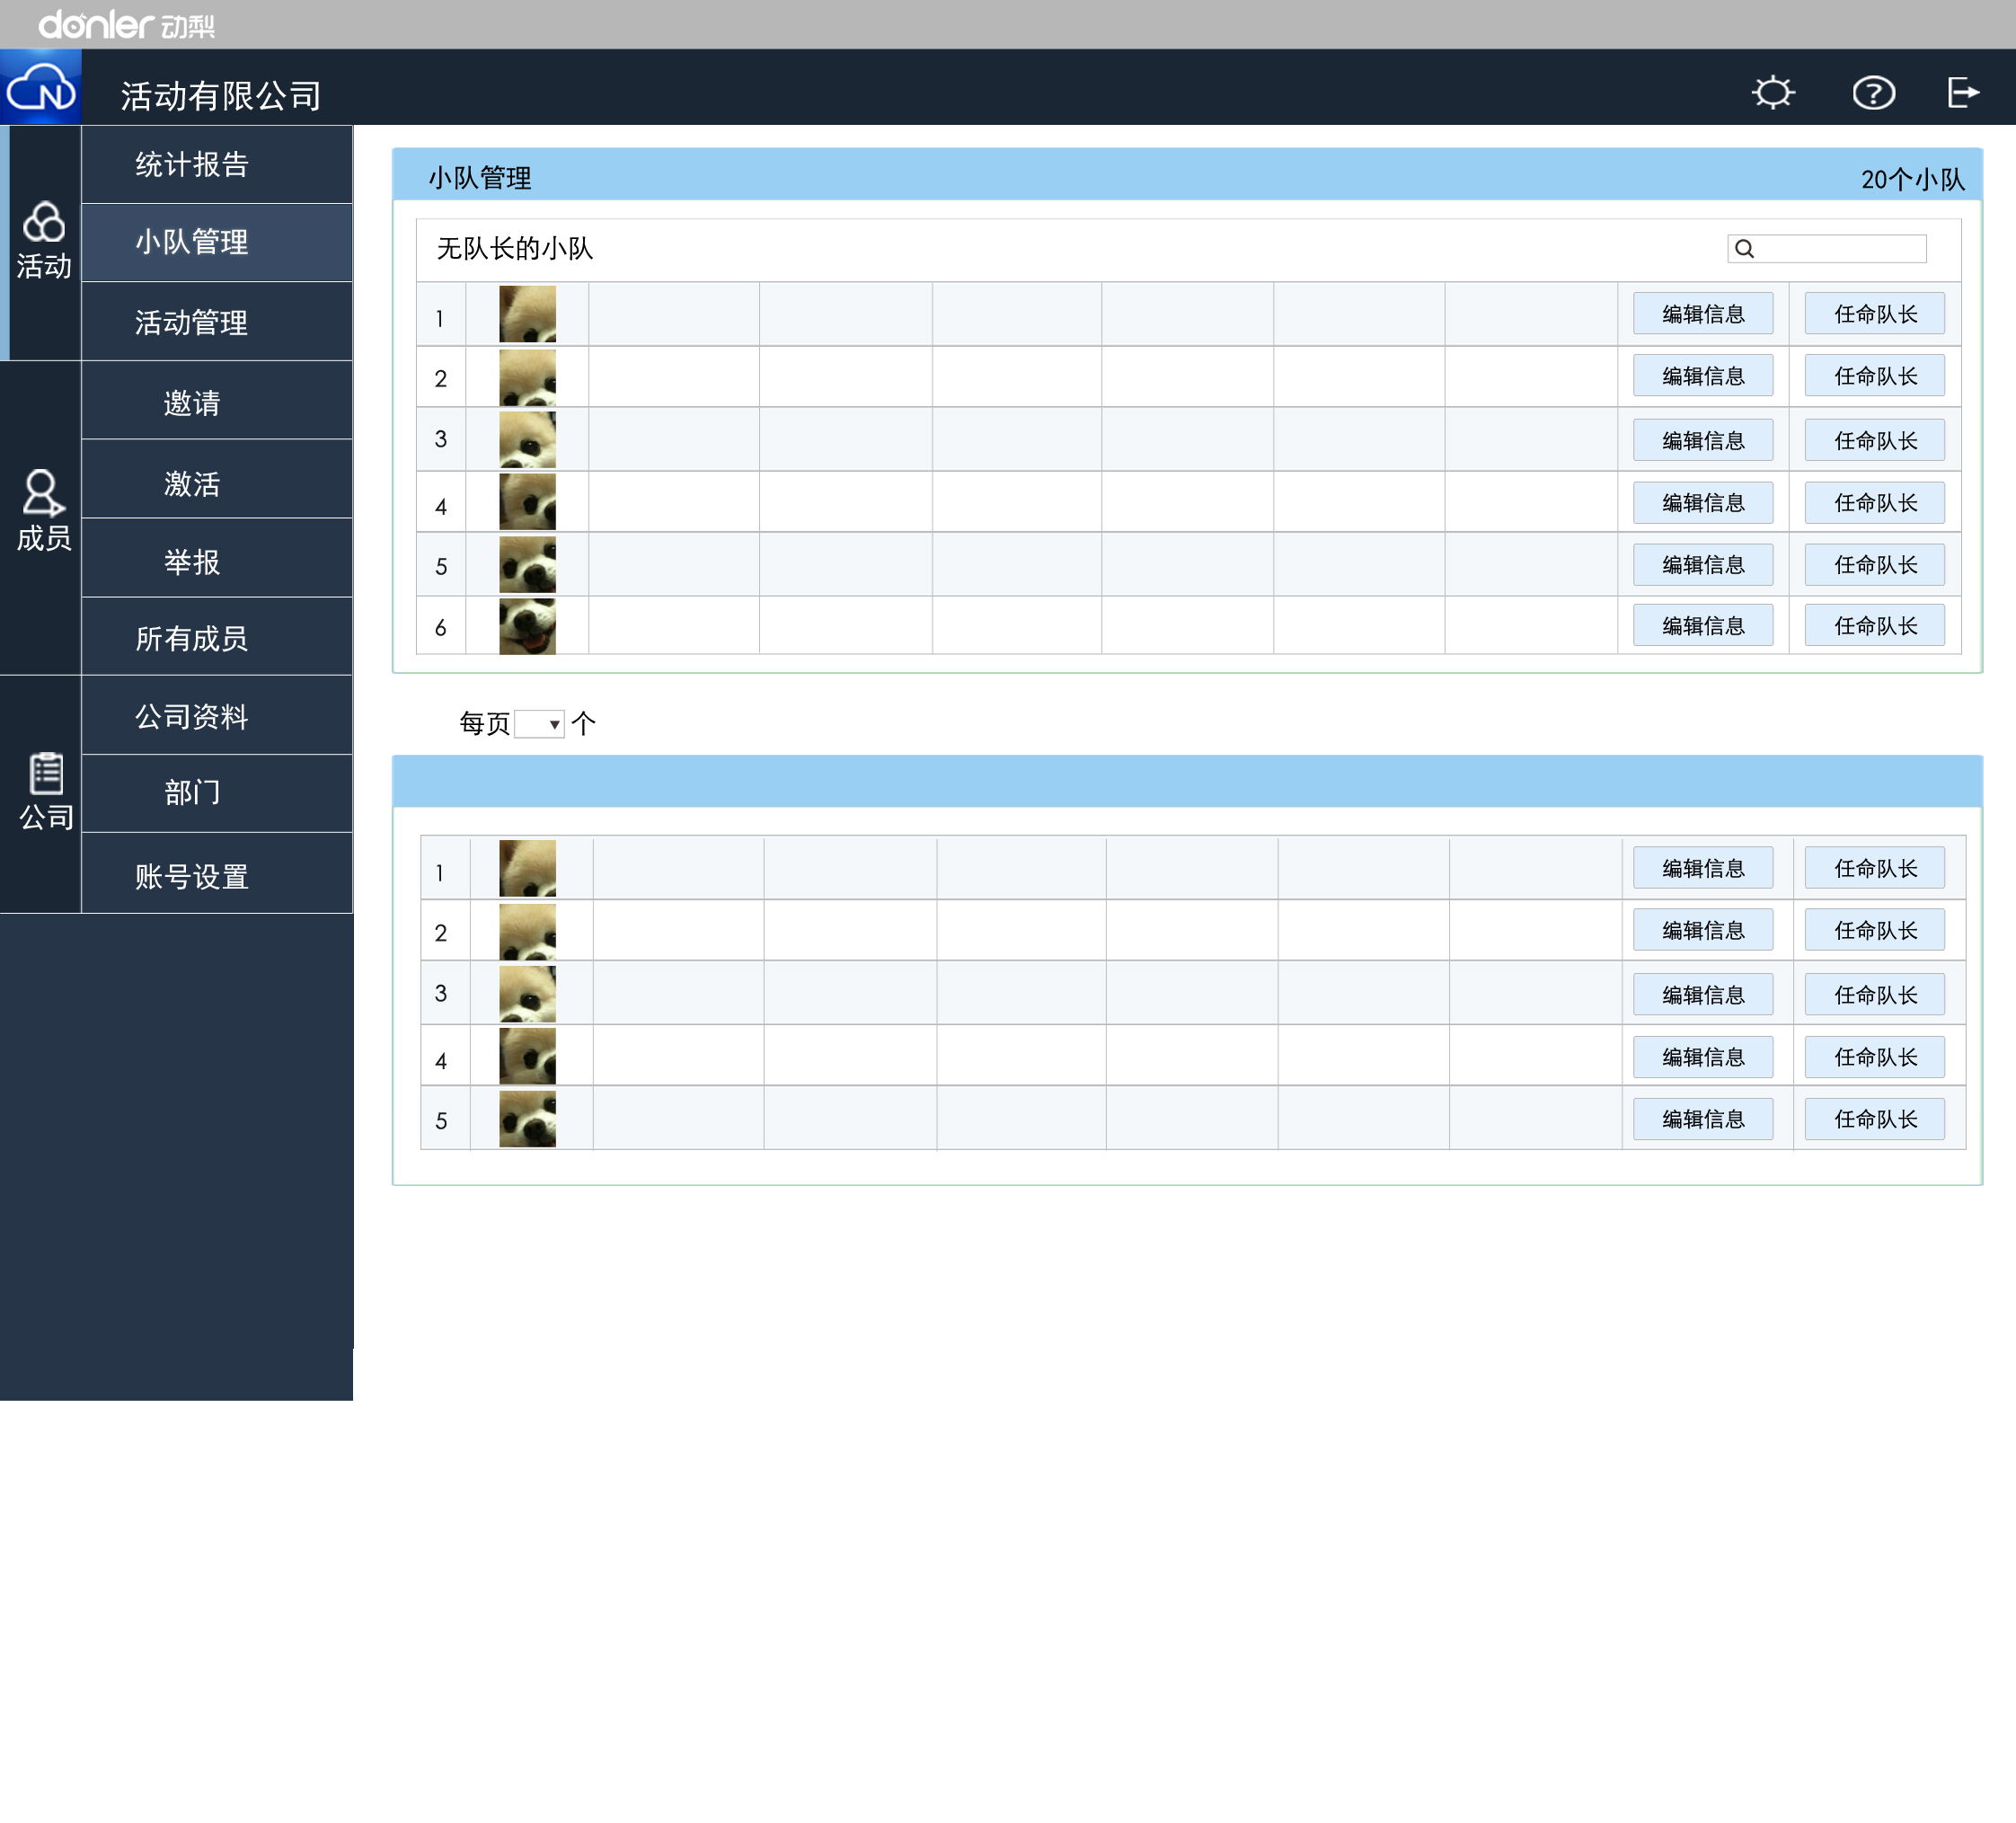 donler 动梨
活动有限公司
活动
统计报告
小队管理
活动管理
成员
邀请
激活
举报
所有成员
公司
公司资料
部门
账号设置
小队管理
20个小队
无队长的小队
1 编辑信息 任命队长
2 编辑信息 任命队长
3 编辑信息 任命队长
4 编辑信息 任命队长
5 编辑信息 任命队长
6 编辑信息 任命队长
每页 个
1 编辑信息 任命队长
2 编辑信息 任命队长
3 编辑信息 任命队长
4 编辑信息 任命队长
5 编辑信息 任命队长